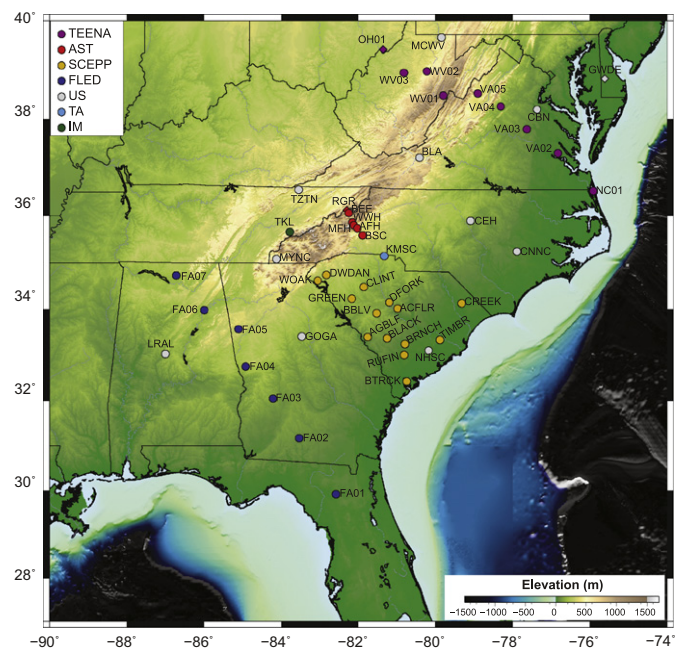 40°
38°
36°
34°
32°
30°
28°
TEENA
AST
SCEPP
FLED
US
TA
IM
OH01
MCWV
WV03
WV02
WV01
VA05
VA04
GWDE
CBN
VA03
VA02
BLA
NC01
TZTN
RGR
WWH
MFH
AFH
BSC
TKL
KMSC
CEH
CNNC
MYNC
WOAK
DWDAN
CLINT
GREEN
DFORK
BBLV
ACFLR
CREEK
AGBLF
BLACK
BRNCH
TIMBR
RUFIN
NHSC
BTRCK
FA07
FA06
FA05
LRAL
GOGA
FA04
FA03
FA02
FA01
Elevation (m)
−1500 −1000 −500 0 500 1000 1500
−90° −88° −86° −84° −82° −80° −78° −76° −74°